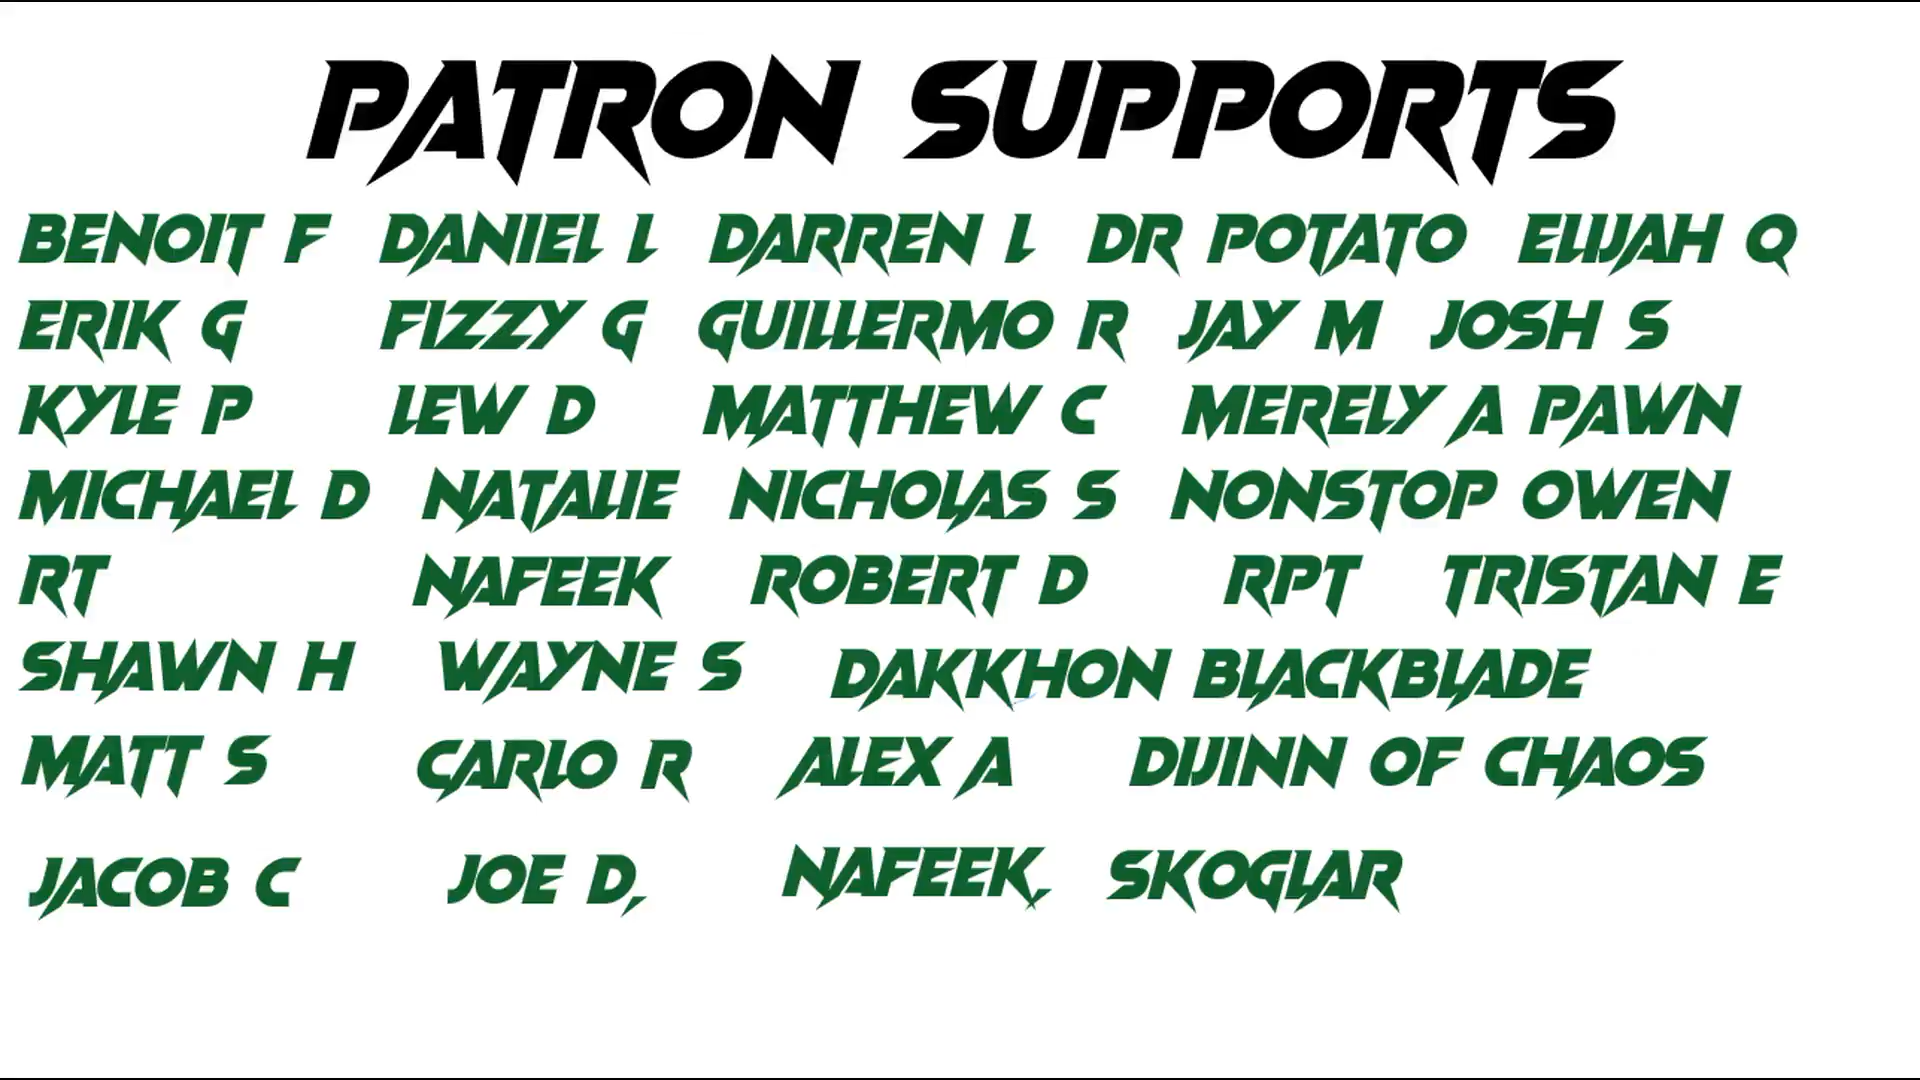 PATRON SUPPORTS
BENOIT F DANIEL L DARREN L DR POTATO ELIJAH Q
ERIK G FIZZY G GUILLERMO R JAY M JOSH S
KYLE P LEW D MATTHEW C MERELY A PAWN
MICHAEL D NATALIE NICHOLAS S NONSTOP OWEN
RT NAFEEK ROBERT D RPT TRISTAN E
SHAWN H WAYNE S DAKKHON BLACKBLADE
MATT S CARLO R ALEX A DIJINN OF CHAOS
JACOB C JOE D, NAFEEK, SKOGLAR